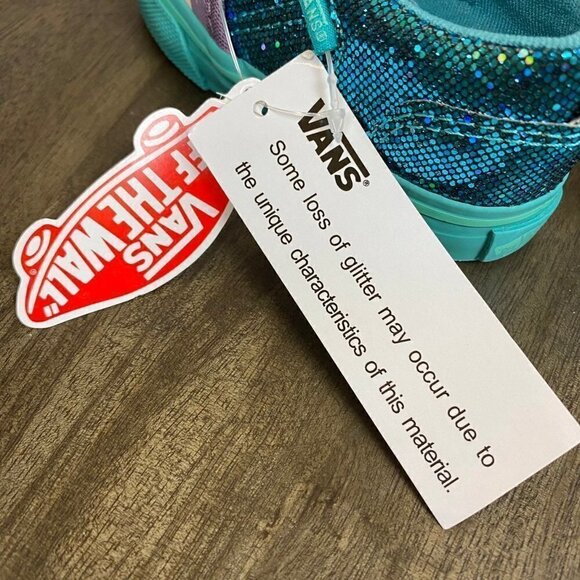 VANS
VANS
"OFF THE WALL"
VANS®
Some loss of glitter may occur due to
the unique characteristics of this material.